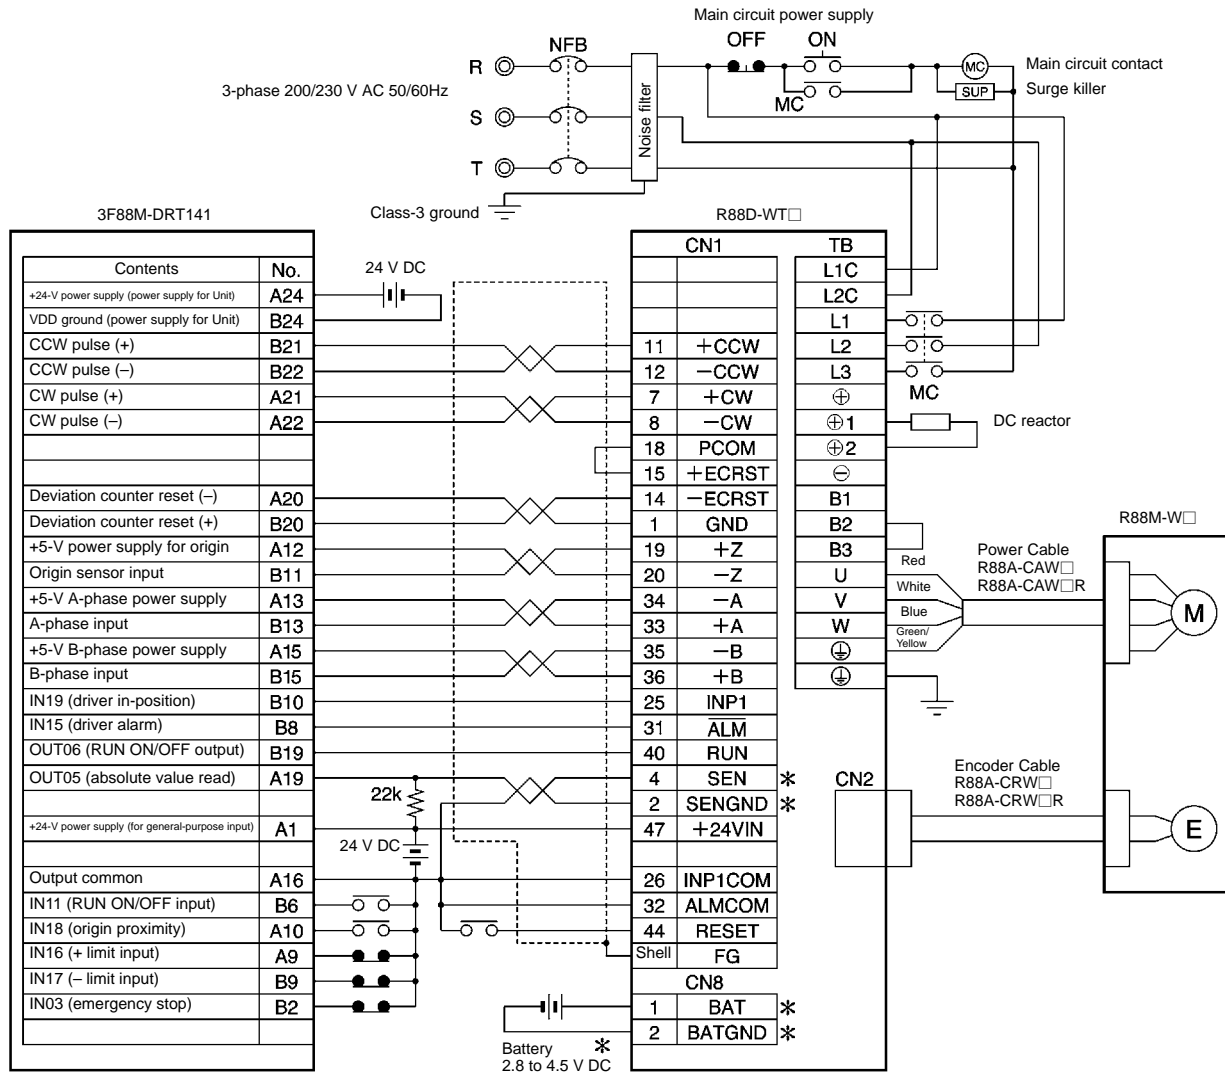 Main circuit power supply
OFF ON
NFB
R
MC
Main circuit contact
3-phase 200/230 V AC 50/60Hz
Noise filter
MC
SUP
Surge killer
S
T
Class-3 ground
3F88M-DRT141
R88D-WT□
CN1 TB
Contents No.
24 V DC
L1C
+24-V power supply (power supply for Unit) A24
L2C
VDD ground (power supply for Unit) B24
L1
CCW pulse (+) B21
11 +CCW L2
CCW pulse (–) B22
12 −CCW L3
MC
CW pulse (+) A21
7 +CW ⊕
CW pulse (–) A22
8 −CW ⊕1
DC reactor
18 PCOM ⊕2
15 +ECRST ⊖
Deviation counter reset (–) A20
14 −ECRST B1
Deviation counter reset (+) B20
1 GND B2
R88M-W□
+5-V power supply for origin A12
19 +Z B3
Red
Power Cable
R88A-CAW□
R88A-CAW□R
Origin sensor input B11
20 −Z U
White
+5-V A-phase power supply A13
34 −A V
Blue
M
A-phase input B13
33 +A W
Green/
Yellow
+5-V B-phase power supply A15
35 −B
B-phase input B15
36 +B
IN19 (driver in-position) B10
25 INP1
IN15 (driver alarm) B8
31 A̅L̅M̅
OUT06 (RUN ON/OFF output) B19
40 RUN
OUT05 (absolute value read) A19
22k
4 SEN *
CN2
Encoder Cable
R88A-CRW□
R88A-CRW□R
2 SENGND *
+24-V power supply (for general-purpose input) A1
47 +24VIN
E
24 V DC
Output common A16
26 INP1COM
IN11 (RUN ON/OFF input) B6
32 ALMCOM
IN18 (origin proximity) A10
44 RESET
IN16 (+ limit input) A9
Shell FG
IN17 (– limit input) B9
CN8
IN03 (emergency stop) B2
1 BAT *
2 BATGND *
Battery *
2.8 to 4.5 V DC